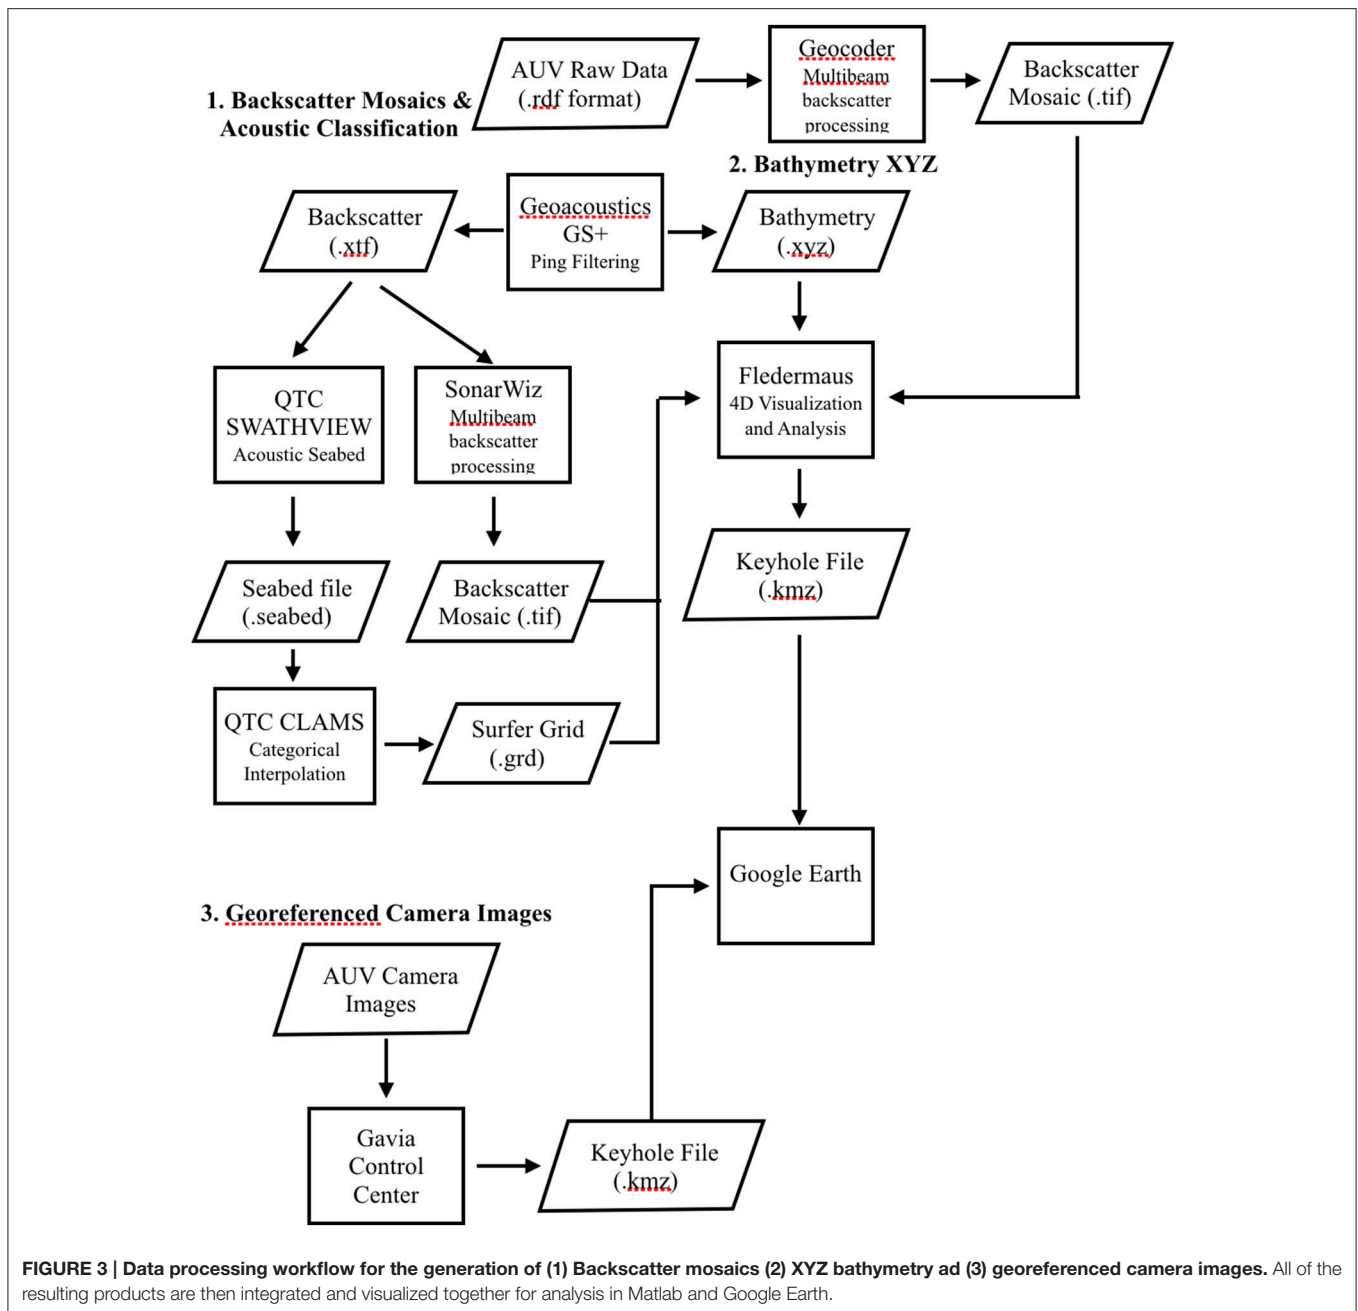 1. Backscatter Mosaics &
Acoustic Classification
AUV Raw Data
(.rdf format)
Geocoder
Multibeam
backscatter
processing
Backscatter
Mosaic (.tif)
2. Bathymetry XYZ
Backscatter
(.xtf)
Geoacoustics
GS+
Ping Filtering
Bathymetry
(.xyz)
QTC
SWATHVIEW
Acoustic Seabed
SonarWiz
Multibeam
backscatter
processing
Fledermaus
4D Visualization
and Analysis
Seabed file
(.seabed)
Backscatter
Mosaic (.tif)
Keyhole File
(.kmz)
QTC CLAMS
Categorical
Interpolation
Surfer Grid
(.grd)
Google Earth
3. Georeferenced Camera Images
AUV Camera
Images
Gavia
Control
Center
Keyhole File
(.kmz)
FIGURE 3 | Data processing workflow for the generation of (1) Backscatter mosaics (2) XYZ bathymetry ad (3) georeferenced camera images. All of the
resulting products are then integrated and visualized together for analysis in Matlab and Google Earth.